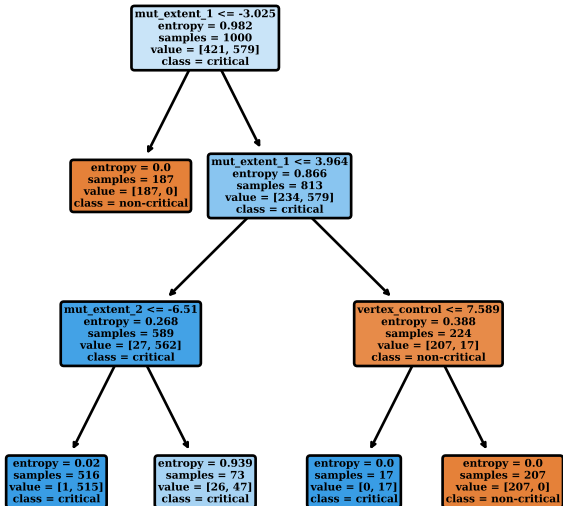 mut_extent_1 <= -3.025
entropy = 0.982
samples = 1000
value = [421, 579]
class = critical
entropy = 0.0
samples = 187
value = [187, 0]
class = non-critical
mut_extent_1 <= 3.964
entropy = 0.866
samples = 813
value = [234, 579]
class = critical
mut_extent_2 <= -6.51
entropy = 0.268
samples = 589
value = [27, 562]
class = critical
vertex_control <= 7.589
entropy = 0.388
samples = 224
value = [207, 17]
class = non-critical
entropy = 0.02
samples = 516
value = [1, 515]
class = critical
entropy = 0.939
samples = 73
value = [26, 47]
class = critical
entropy = 0.0
samples = 17
value = [0, 17]
class = critical
entropy = 0.0
samples = 207
value = [207, 0]
class = non-critical